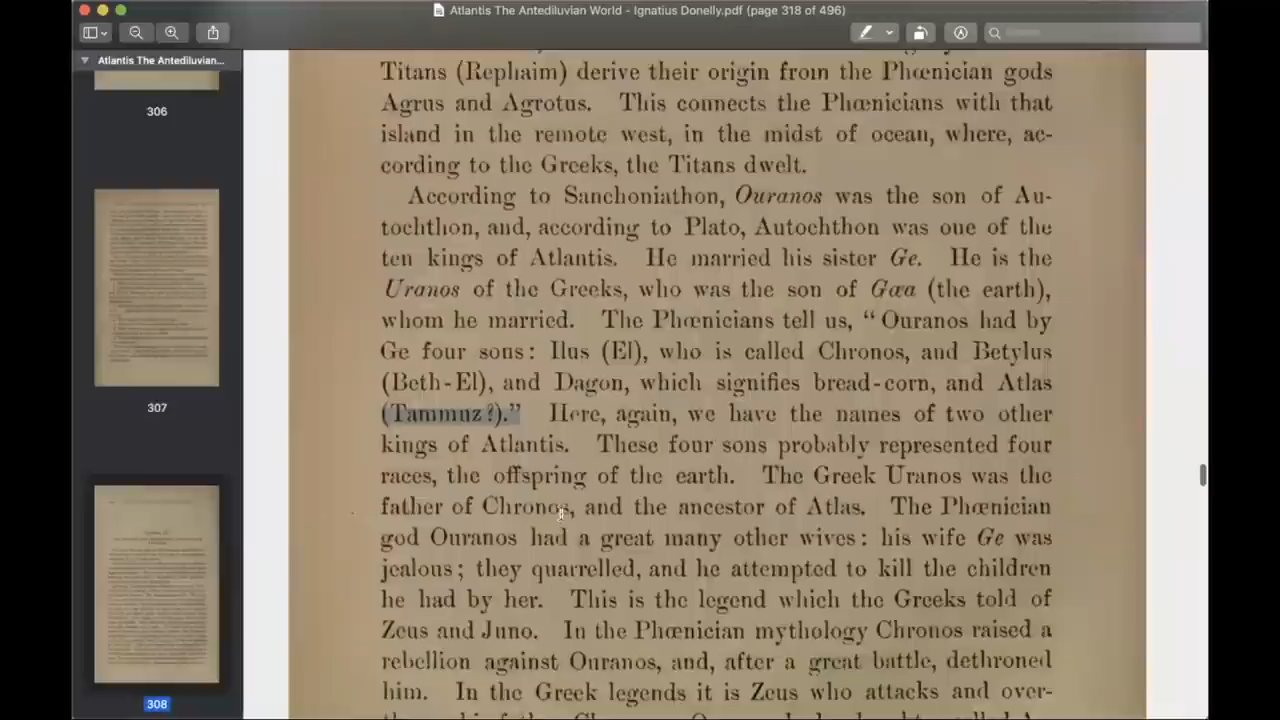 Atlantis The Antediluvian World - Ignatius Donelly.pdf (page 318 of 496)
Atlantis The Antediluvian...
306
307
308
Titans (Rephaim) derive their origin from the Phœnician gods
Agrus and Agrotus. This connects the Phœnicians with that
island in the remote west, in the midst of ocean, where, ac-
cording to the Greeks, the Titans dwelt.
According to Sanchoniathon, Ouranos was the son of Au-
tochthon, and, according to Plato, Autochthon was one of the
ten kings of Atlantis. He married his sister Ge. He is the
Uranos of the Greeks, who was the son of Gæa (the earth),
whom he married. The Phœnicians tell us, “Ouranos had by
Ge four sons: Ilus (El), who is called Chronos, and Betylus
(Beth-El), and Dagon, which signifies bread-corn, and Atlas
(Tammuz?).” Here, again, we have the names of two other
kings of Atlantis. These four sons probably represented four
races, the offspring of the earth. The Greek Uranos was the
father of Chronos, and the ancestor of Atlas. The Phœnician
god Ouranos had a great many other wives: his wife Ge was
jealous; they quarrelled, and he attempted to kill the children
he had by her. This is the legend which the Greeks told of
Zeus and Juno. In the Phœnician mythology Chronos raised a
rebellion against Ouranos, and, after a great battle, dethroned
him. In the Greek legends it is Zeus who attacks and over-